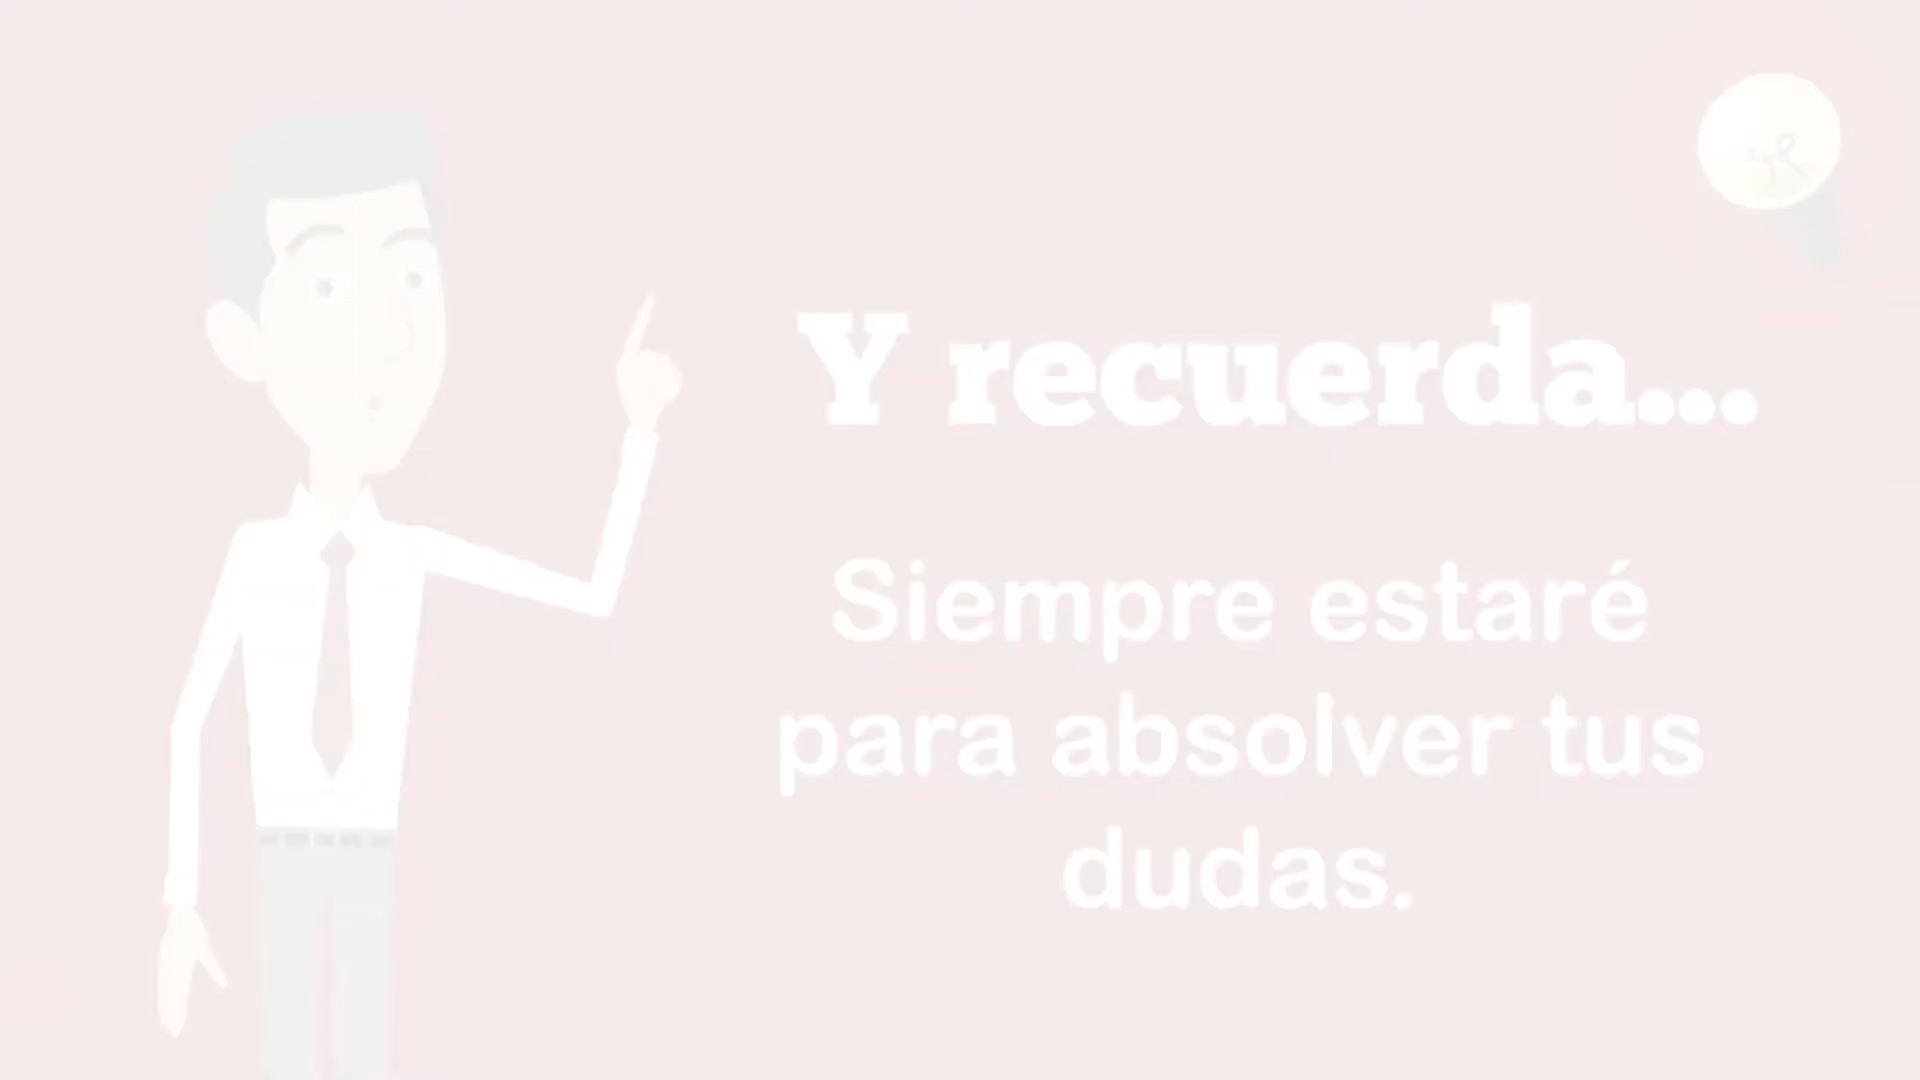 Y recuerda...
Siempre estaré
para absolver tus
dudas.